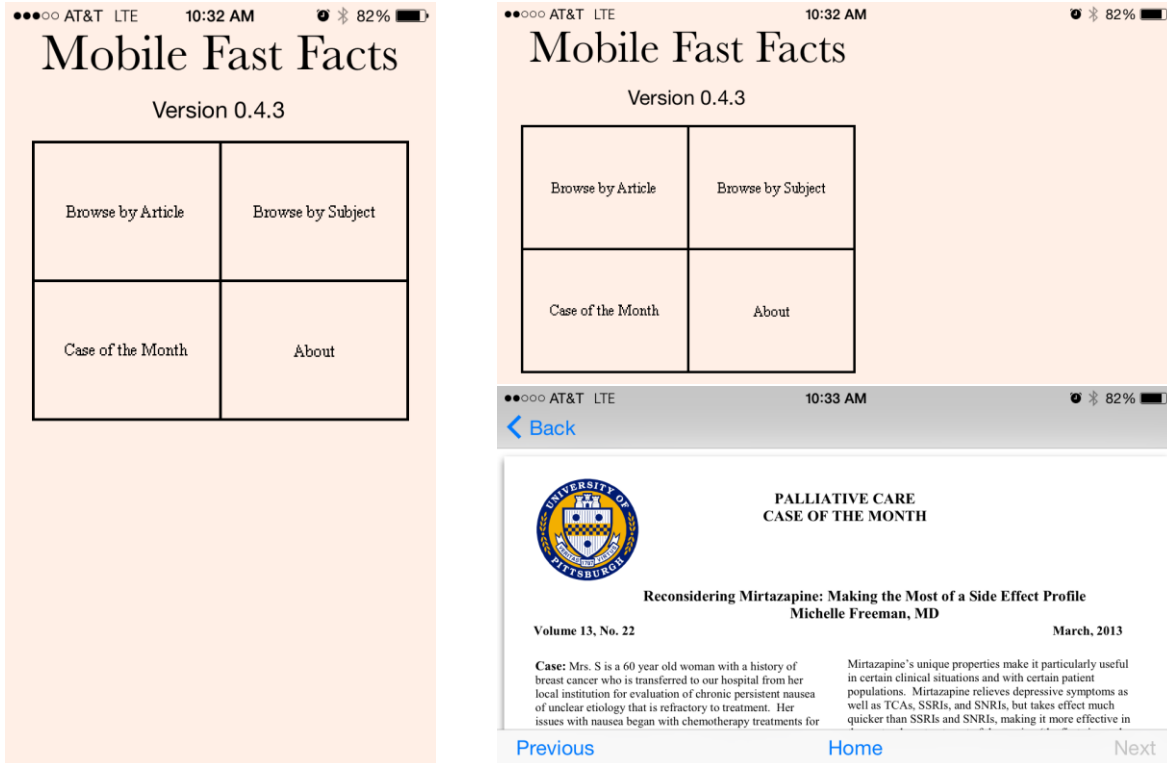 AT&T LTE 10:32 AM 82%
Mobile Fast Facts
Version 0.4.3
Browse by Article
Browse by Subject
Case of the Month
About
AT&T LTE 10:32 AM 82%
Mobile Fast Facts
Version 0.4.3
Browse by Article
Browse by Subject
Case of the Month
About
AT&T LTE 10:33 AM 82%
Back
UNIVERSITY OF
PITTSBURGH
PALLIATIVE CARE
CASE OF THE MONTH
Reconsidering Mirtazapine: Making the Most of a Side Effect Profile
Michelle Freeman, MD
Volume 13, No. 22
March, 2013
Case: Mrs. S is a 60 year old woman with a history of
breast cancer who is transferred to our hospital from her
local institution for evaluation of chronic persistent nausea
of unclear etiology that is refractory to treatment. Her
issues with nausea began with chemotherapy treatments for
Mirtazapine's unique properties make it particularly useful
in certain clinical situations and with certain patient
populations. Mirtazapine relieves depressive symptoms as
well as TCAs, SSRIs, and SNRIs, but takes effect much
quicker than SSRIs and SNRIs, making it more effective in
Previous
Home
Next